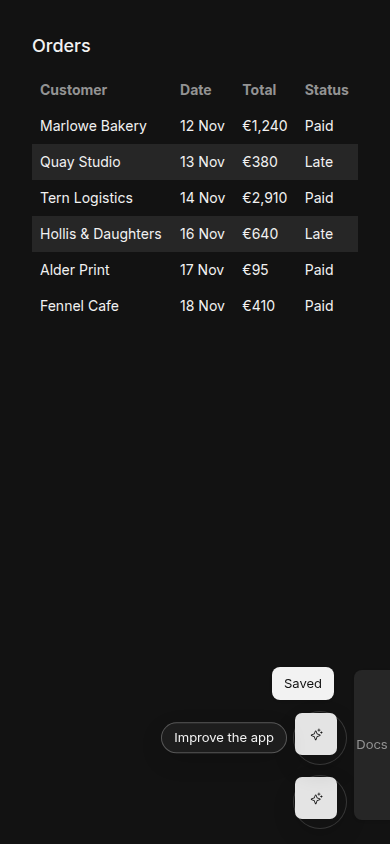 Orders
Customer Date Total Status
Marlowe Bakery 12 Nov €1,240 Paid
Quay Studio 13 Nov €380 Late
Tern Logistics 14 Nov €2,910 Paid
Hollis & Daughters 16 Nov €640 Late
Alder Print 17 Nov €95 Paid
Fennel Cafe 18 Nov €410 Paid
Saved
Improve the app
Docs